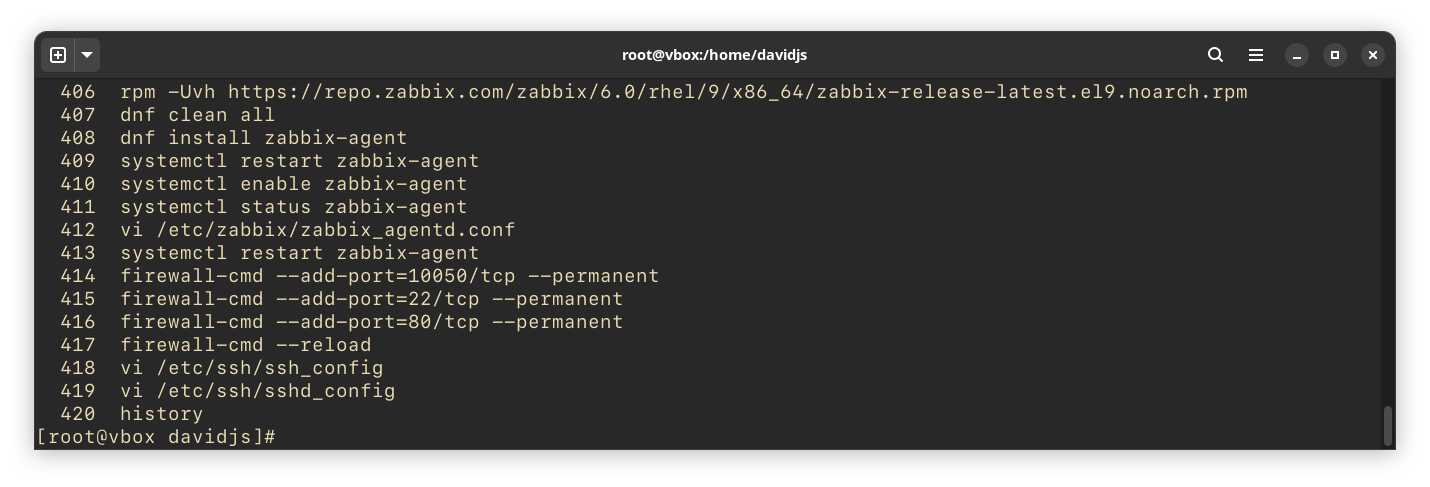 root@vbox:/home/davidjs
406 rpm -Uvh https://repo.zabbix.com/zabbix/6.0/rhel/9/x86_64/zabbix-release-latest.el9.noarch.rpm
407 dnf clean all
408 dnf install zabbix-agent
409 systemctl restart zabbix-agent
410 systemctl enable zabbix-agent
411 systemctl status zabbix-agent
412 vi /etc/zabbix/zabbix_agentd.conf
413 systemctl restart zabbix-agent
414 firewall-cmd --add-port=10050/tcp --permanent
415 firewall-cmd --add-port=22/tcp --permanent
416 firewall-cmd --add-port=80/tcp --permanent
417 firewall-cmd --reload
418 vi /etc/ssh/ssh_config
419 vi /etc/ssh/sshd_config
420 history
[root@vbox davidjs]#